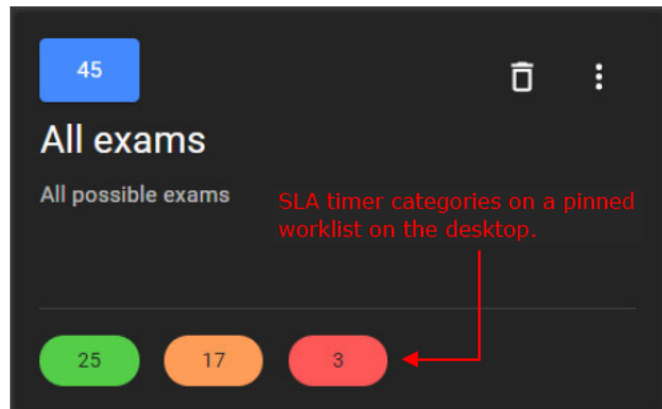 45
All exams
All possible exams
SLA timer categories on a pinned
worklist on the desktop.
25 17 3